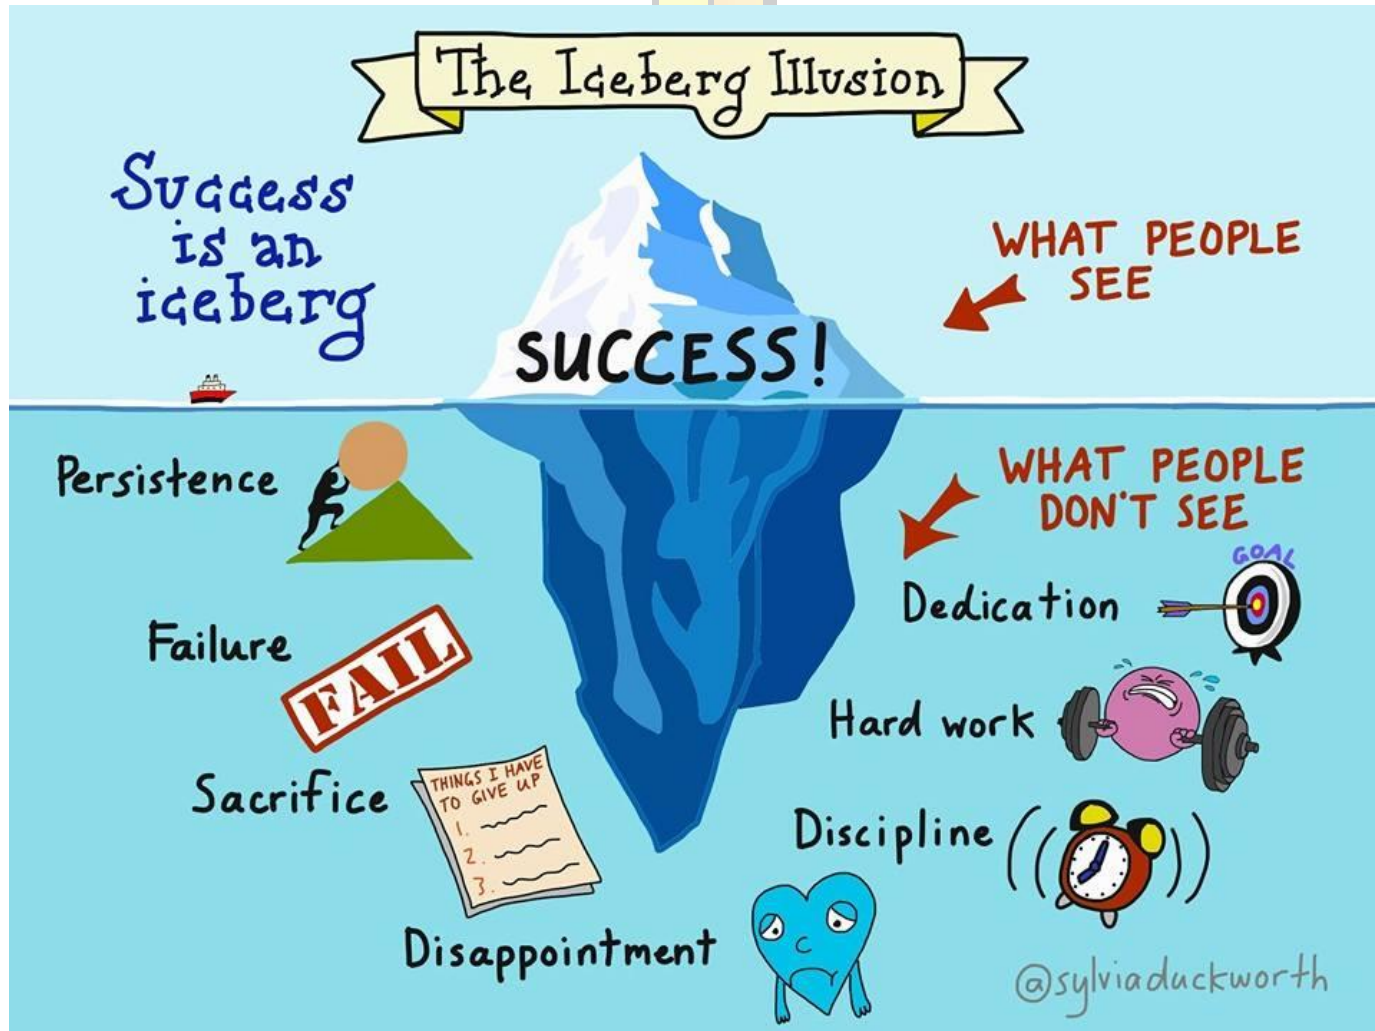 The Iceberg Illusion
Success
is an
iceberg
WHAT PEOPLE
SEE
SUCCESS!
Persistence
WHAT PEOPLE
DON'T SEE
GOAL
Dedication
Failure
FAIL
Hard work
Sacrifice
THINGS I HAVE
TO GIVE UP
1.
2.
3.
Discipline
Disappointment
@sylviaduckworth